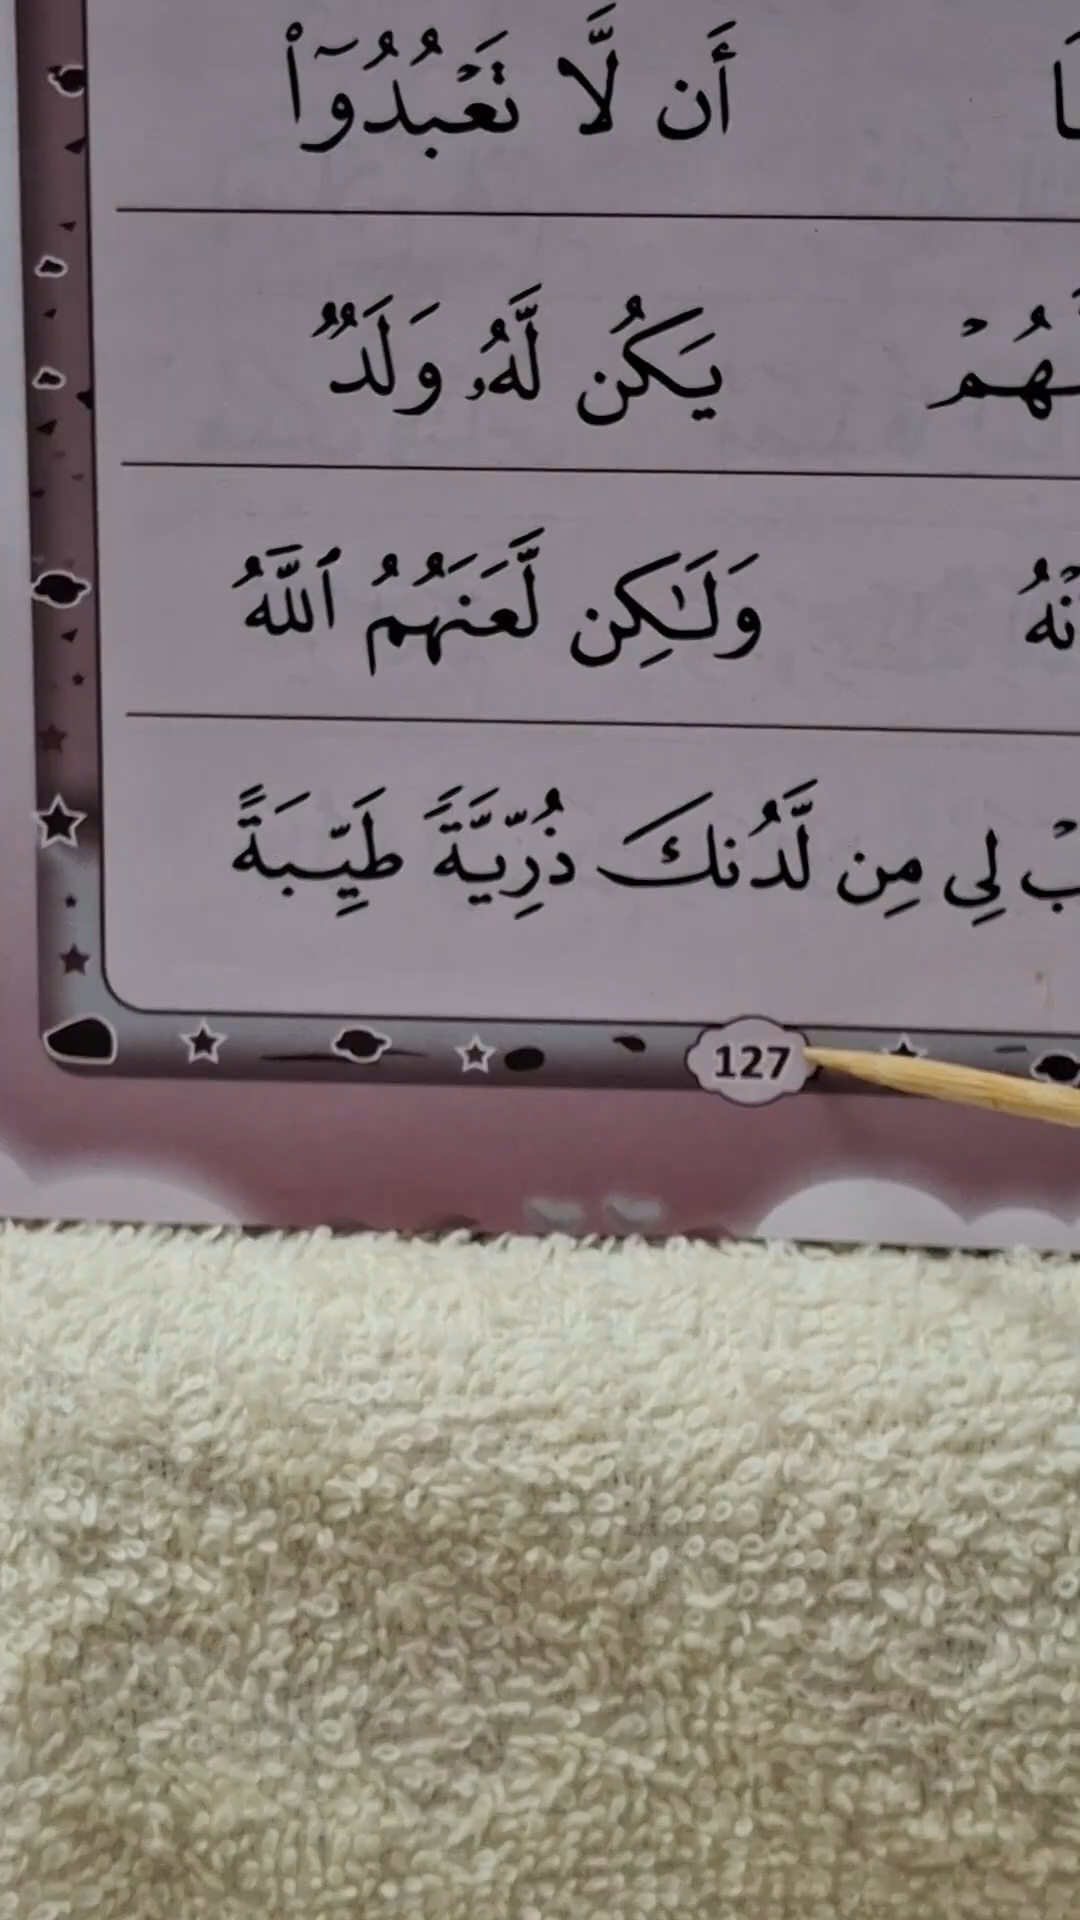 أَن لَّا تَعۡبُدُوٓاْ
يَكُن لَّهُۥ وَلَدٌ
وَلَـٰكِن لَّعَنَهُمُ ٱللَّهُ
لِى مِن لَّدُنكَ ذُرِّيَّةً طَيِّبَةً
127